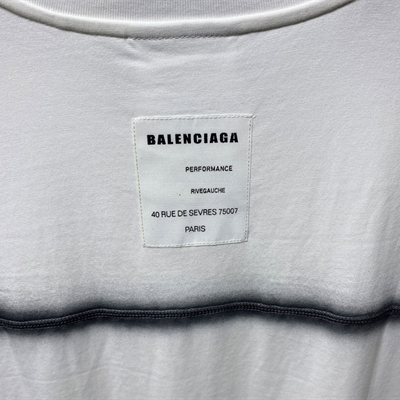 BALENCIAGA
PERFORMANCE
RIVEGAUCHE
40 RUE DE SEVRES 75007
PARIS